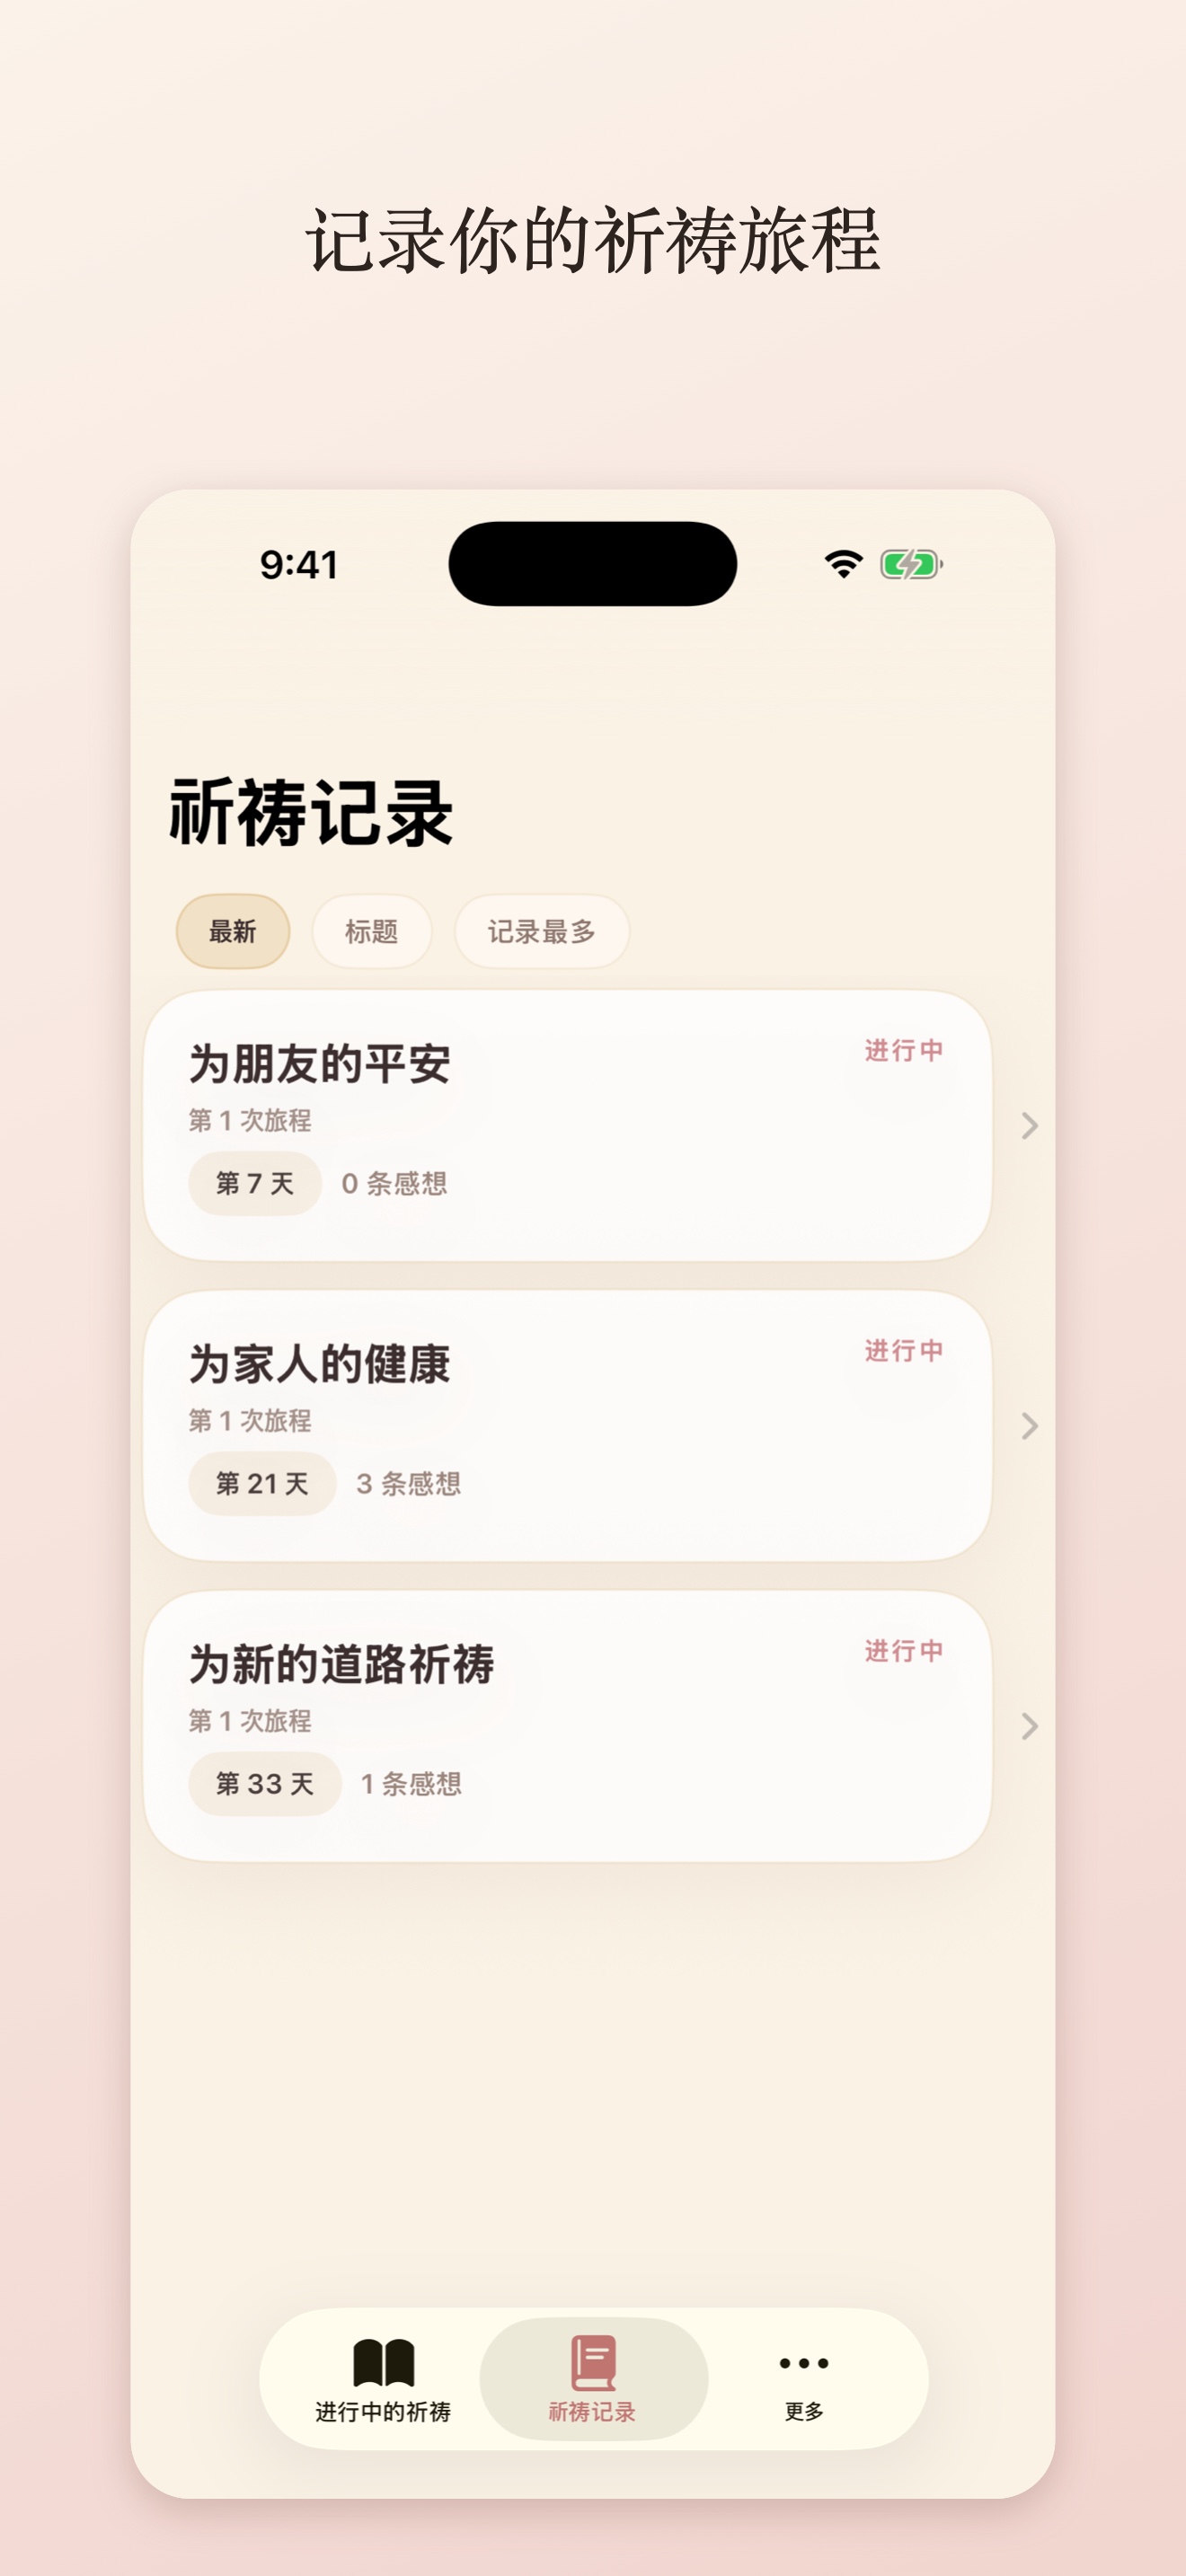 记录你的祈祷旅程
9:41
祈祷记录
最新 标题 记录最多
为朋友的平安 进行中
第 1 次旅程
第 7 天 0 条感想
为家人的健康 进行中
第 1 次旅程
第 21 天 3 条感想
为新的道路祈祷 进行中
第 1 次旅程
第 33 天 1 条感想
进行中的祈祷 祈祷记录 更多